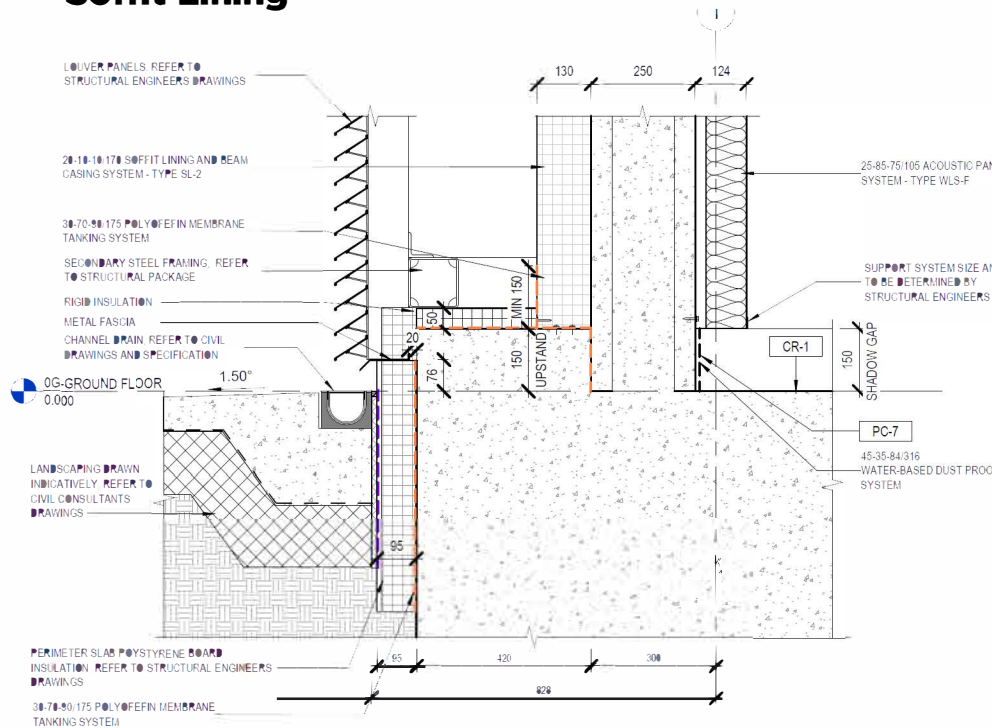 Soffit Lining
LOUVER PANELS, REFER TO
STRUCTURAL ENGINEERS DRAWINGS
20-10-10/170 SOFFIT LINING AND BEAM
CASING SYSTEM - TYPE SL-2
30-70-90/175 POLYOFEFIN MEMBRANE
TANKING SYSTEM
SECONDARY STEEL FRAMING, REFER
TO STRUCTURAL PACKAGE
RIGID INSULATION
METAL FASCIA
CHANNEL DRAIN, REFER TO CIVIL
DRAWINGS AND SPECIFICATION
0G-GROUND FLOOR
0.000
1.50°
LANDSCAPING DRAWN
INDICATIVELY REFER TO
CIVIL CONSULTANTS
DRAWINGS
PERIMETER SLAB POYSTYRENE BOARD
INSULATION REFER TO STRUCTURAL ENGINEERS
DRAWINGS
30-70-90/175 POLYOFEFIN MEMBRANE
TANKING SYSTEM
I
130
250
124
MIN 150
50
20
76
150
UPSTAND
95
95
420
300
828
25-85-75/105 ACOUSTIC PAN
SYSTEM - TYPE WLS-F
SUPPORT SYSTEM SIZE AN
TO BE DETERMINED BY
STRUCTURAL ENGINEERS
CR-1
150
SHADOW GAP
PC-7
45-35-84/316
WATER-BASED DUST PROO
SYSTEM